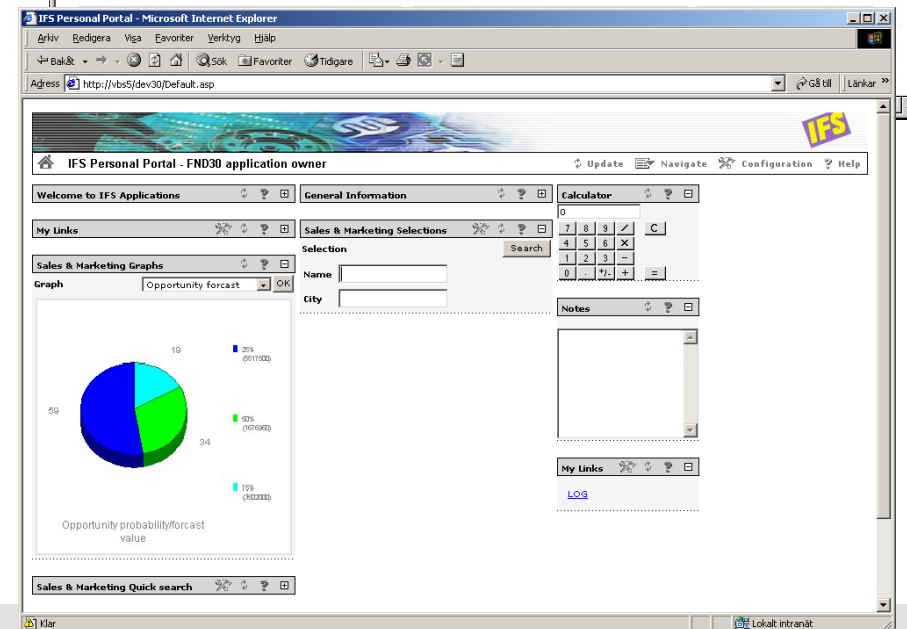 IFS Personal Portal - Microsoft Internet Explorer
Arkiv Redigera Visa Favoriter Verktyg Hjälp
Bakåt Sök Favoriter Tidigare
Adress http://vbs5/dev30/Default.asp Gå till Länkar »
IFS
IFS Personal Portal - FND30 application owner Update Navigate Configuration ? Help
Welcome to IFS Applications
General Information
Calculator
0
7 8 9 / C
4 5 6 X
1 2 3 -
0 . +/- + =
My Links
Sales & Marketing Selections
Selection Search
Name
City
Sales & Marketing Graphs
Graph Opportunity forcast OK
19
59
34
25%
50%
75%
Opportunity probability/forcast
value
Notes
My Links
LOG
Sales & Marketing Quick search
Klar Lokalt intranät